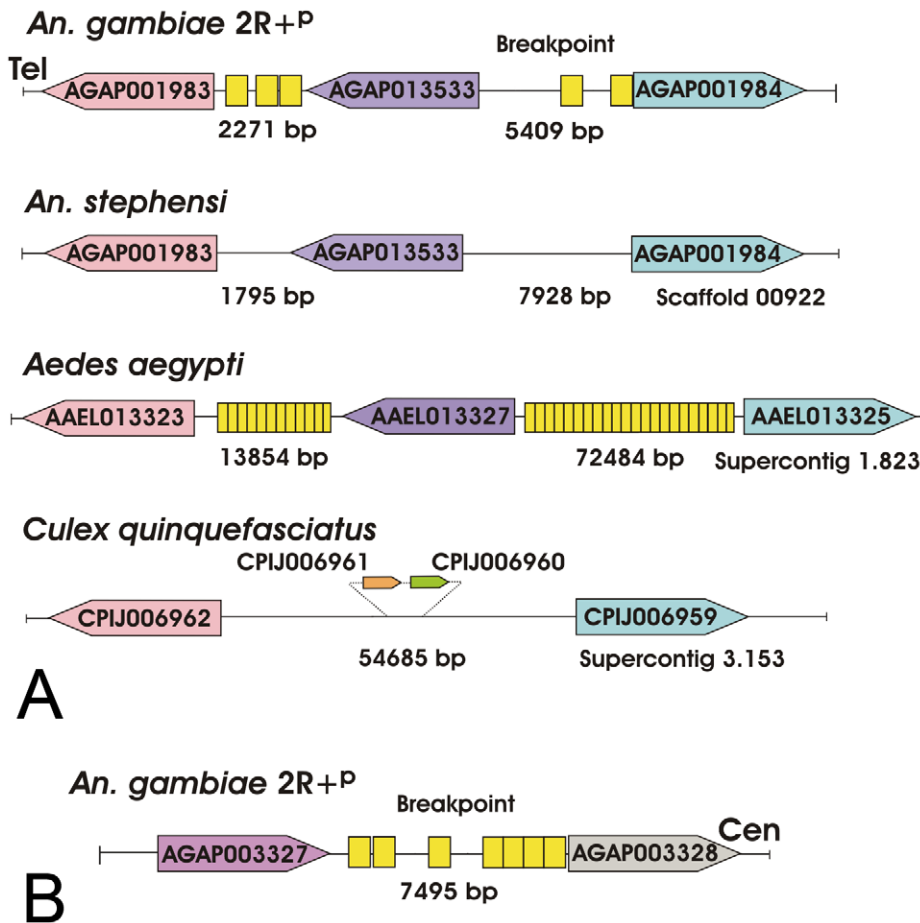 An. gambiae 2R+ᵖ
Breakpoint
Tel
AGAP001983 AGAP013533 AGAP001984
2271 bp 5409 bp
An. stephensi
AGAP001983 AGAP013533 AGAP001984
1795 bp 7928 bp Scaffold 00922
Aedes aegypti
AAEL013323 AAEL013327 AAEL013325
13854 bp 72484 bp Supercontig 1.823
Culex quinquefasciatus
CPIJ006961 CPIJ006960
CPIJ006962 CPIJ006959
54685 bp Supercontig 3.153
A
An. gambiae 2R+ᵖ
Breakpoint
Cen
AGAP003327 AGAP003328
7495 bp
B